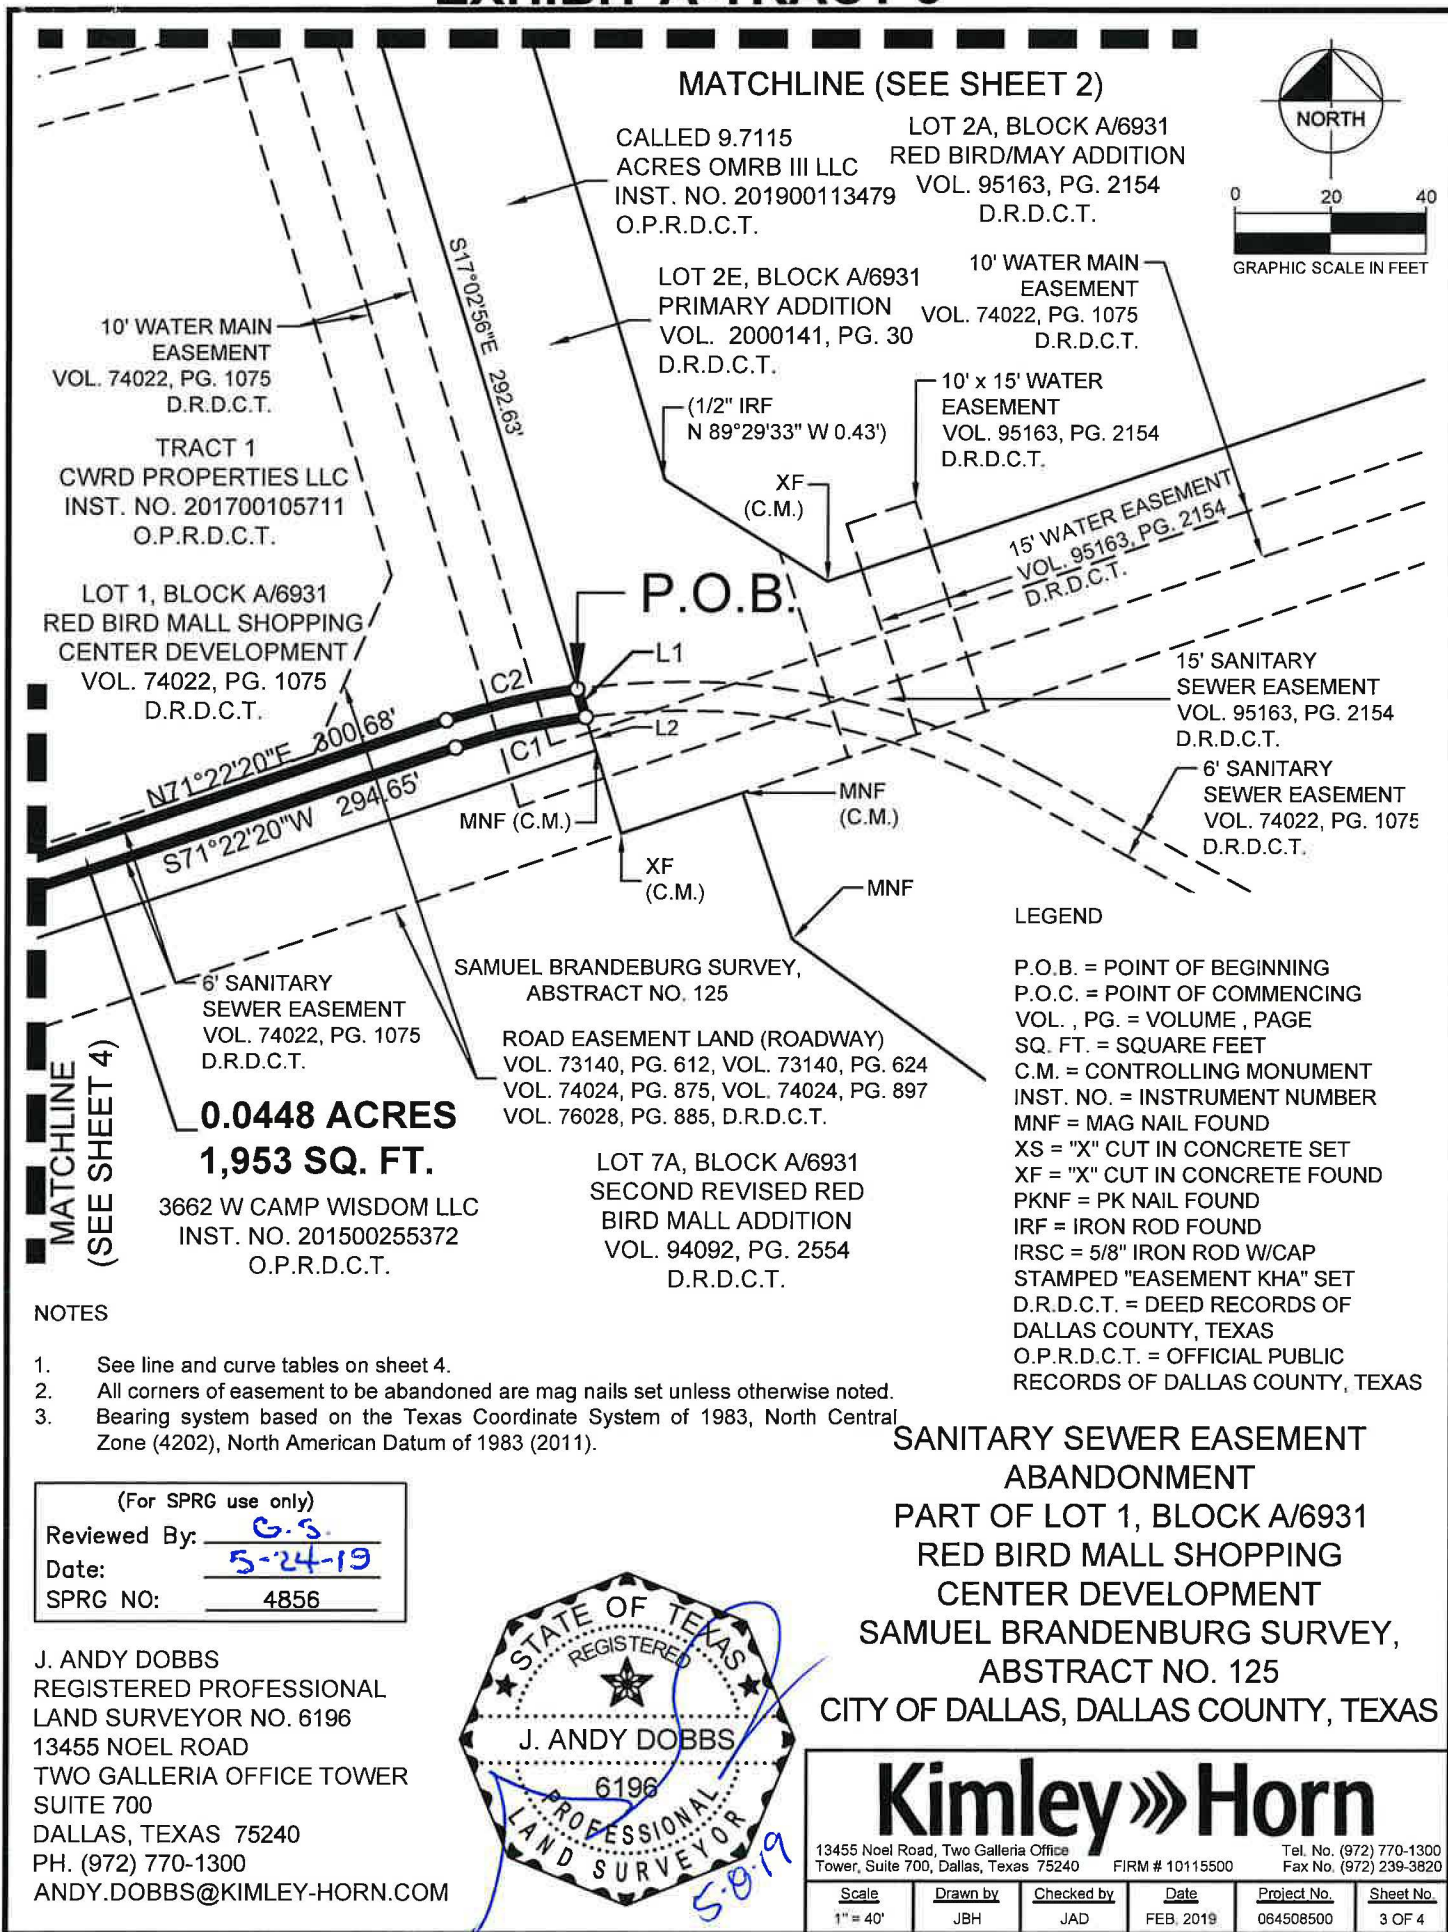 MATCHLINE (SEE SHEET 2)
NORTH
0 20 40
GRAPHIC SCALE IN FEET
CALLED 9.7115
ACRES OMRB III LLC
INST. NO. 201900113479
O.P.R.D.C.T.
LOT 2A, BLOCK A/6931
RED BIRD/MAY ADDITION
VOL. 95163, PG. 2154
D.R.D.C.T.
LOT 2E, BLOCK A/6931
PRIMARY ADDITION
VOL. 2000141, PG. 30
D.R.D.C.T.
10' WATER MAIN
EASEMENT
VOL. 74022, PG. 1075
D.R.D.C.T.
10' WATER MAIN
EASEMENT
VOL. 74022, PG. 1075
D.R.D.C.T.
S17°02'56"E 292.63'
(1/2" IRF
N 89°29'33" W 0.43')
10' x 15' WATER
EASEMENT
VOL. 95163, PG. 2154
D.R.D.C.T.
TRACT 1
CWRD PROPERTIES LLC
INST. NO. 201700105711
O.P.R.D.C.T.
XF
(C.M.)
15' WATER EASEMENT
VOL. 95163, PG. 2154
D.R.D.C.T.
LOT 1, BLOCK A/6931
RED BIRD MALL SHOPPING
CENTER DEVELOPMENT
VOL. 74022, PG. 1075
D.R.D.C.T.
P.O.B.
L1
C2
L2
C1
15' SANITARY
SEWER EASEMENT
VOL. 95163, PG. 2154
D.R.D.C.T.
6' SANITARY
SEWER EASEMENT
VOL. 74022, PG. 1075
D.R.D.C.T.
N71°22'20"E 300.68'
S71°22'20"W 294.65'
MNF (C.M.)
MNF
(C.M.)
XF
(C.M.)
MNF
6' SANITARY
SEWER EASEMENT
VOL. 74022, PG. 1075
D.R.D.C.T.
SAMUEL BRANDEBURG SURVEY,
ABSTRACT NO. 125
ROAD EASEMENT LAND (ROADWAY)
VOL. 73140, PG. 612, VOL. 73140, PG. 624
VOL. 74024, PG. 875, VOL. 74024, PG. 897
VOL. 76028, PG. 885, D.R.D.C.T.
MATCHLINE
(SEE SHEET 4)
0.0448 ACRES
1,953 SQ. FT.
3662 W CAMP WISDOM LLC
INST. NO. 201500255372
O.P.R.D.C.T.
LOT 7A, BLOCK A/6931
SECOND REVISED RED
BIRD MALL ADDITION
VOL. 94092, PG. 2554
D.R.D.C.T.
LEGEND
P.O.B. = POINT OF BEGINNING
P.O.C. = POINT OF COMMENCING
VOL. , PG. = VOLUME , PAGE
SQ. FT. = SQUARE FEET
C.M. = CONTROLLING MONUMENT
INST. NO. = INSTRUMENT NUMBER
MNF = MAG NAIL FOUND
XS = "X" CUT IN CONCRETE SET
XF = "X" CUT IN CONCRETE FOUND
PKNF = PK NAIL FOUND
IRF = IRON ROD FOUND
IRSC = 5/8" IRON ROD W/CAP
STAMPED "EASEMENT KHA" SET
D.R.D.C.T. = DEED RECORDS OF
DALLAS COUNTY, TEXAS
O.P.R.D.C.T. = OFFICIAL PUBLIC
RECORDS OF DALLAS COUNTY, TEXAS
NOTES
1. See line and curve tables on sheet 4.
2. All corners of easement to be abandoned are mag nails set unless otherwise noted.
3. Bearing system based on the Texas Coordinate System of 1983, North Central
Zone (4202), North American Datum of 1983 (2011).
(For SPRG use only)
Reviewed By: G.S.
Date: 5-24-19
SPRG NO: 4856
SANITARY SEWER EASEMENT
ABANDONMENT
PART OF LOT 1, BLOCK A/6931
RED BIRD MALL SHOPPING
CENTER DEVELOPMENT
SAMUEL BRANDENBURG SURVEY,
ABSTRACT NO. 125
CITY OF DALLAS, DALLAS COUNTY, TEXAS
J. ANDY DOBBS
REGISTERED PROFESSIONAL
LAND SURVEYOR NO. 6196
13455 NOEL ROAD
TWO GALLERIA OFFICE TOWER
SUITE 700
DALLAS, TEXAS 75240
PH. (972) 770-1300
ANDY.DOBBS@KIMLEY-HORN.COM
STATE OF TEXAS
REGISTERED
J. ANDY DOBBS
6196
PROFESSIONAL
LAND SURVEYOR
5-8-19
Kimley»Horn
13455 Noel Road, Two Galleria Office
Tower, Suite 700, Dallas, Texas 75240 FIRM # 10115500
Tel. No. (972) 770-1300
Fax No. (972) 239-3820
Scale Drawn by Checked by Date Project No. Sheet No.
1" = 40' JBH JAD FEB. 2019 064508500 3 OF 4